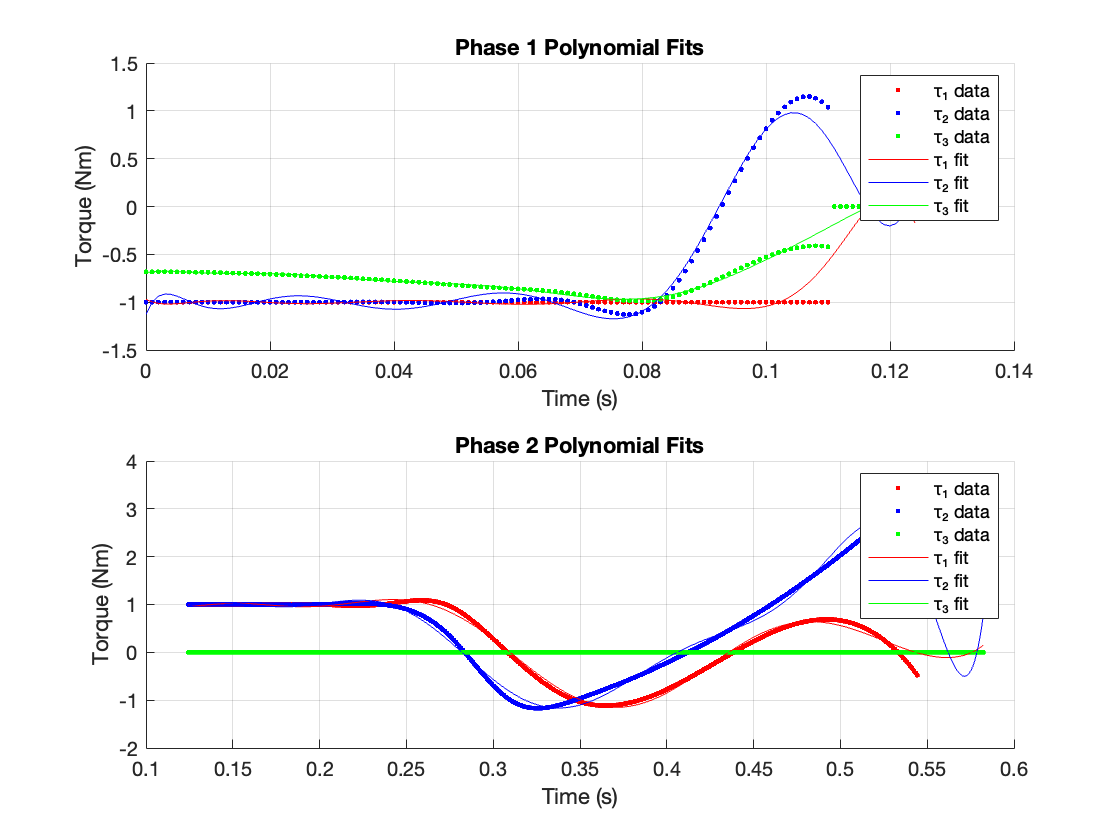 Phase 1 Polynomial Fits
1.5
1
0.5
0
-0.5
-1
-1.5
Torque (Nm)
τ₁ data
τ₂ data
τ₃ data
τ₁ fit
τ₂ fit
τ₃ fit
0 0.02 0.04 0.06 0.08 0.1 0.12 0.14
Time (s)
Phase 2 Polynomial Fits
4
3
2
1
0
-1
-2
Torque (Nm)
τ₁ data
τ₂ data
τ₃ data
τ₁ fit
τ₂ fit
τ₃ fit
0.1 0.15 0.2 0.25 0.3 0.35 0.4 0.45 0.5 0.55 0.6
Time (s)